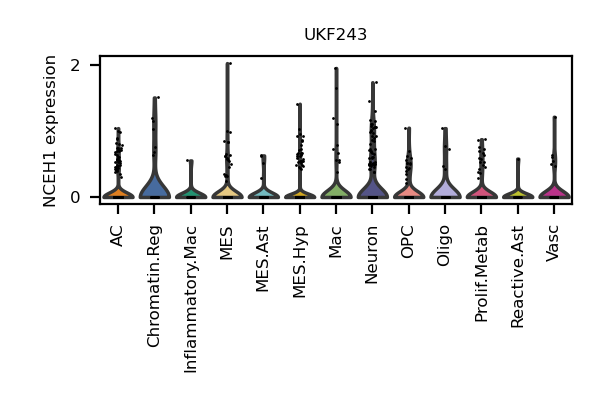 UKF243
NCEH1 expression
2
0
AC
Chromatin.Reg
Inflammatory.Mac
MES
MES.Ast
MES.Hyp
Mac
Neuron
OPC
Oligo
Prolif.Metab
Reactive.Ast
Vasc